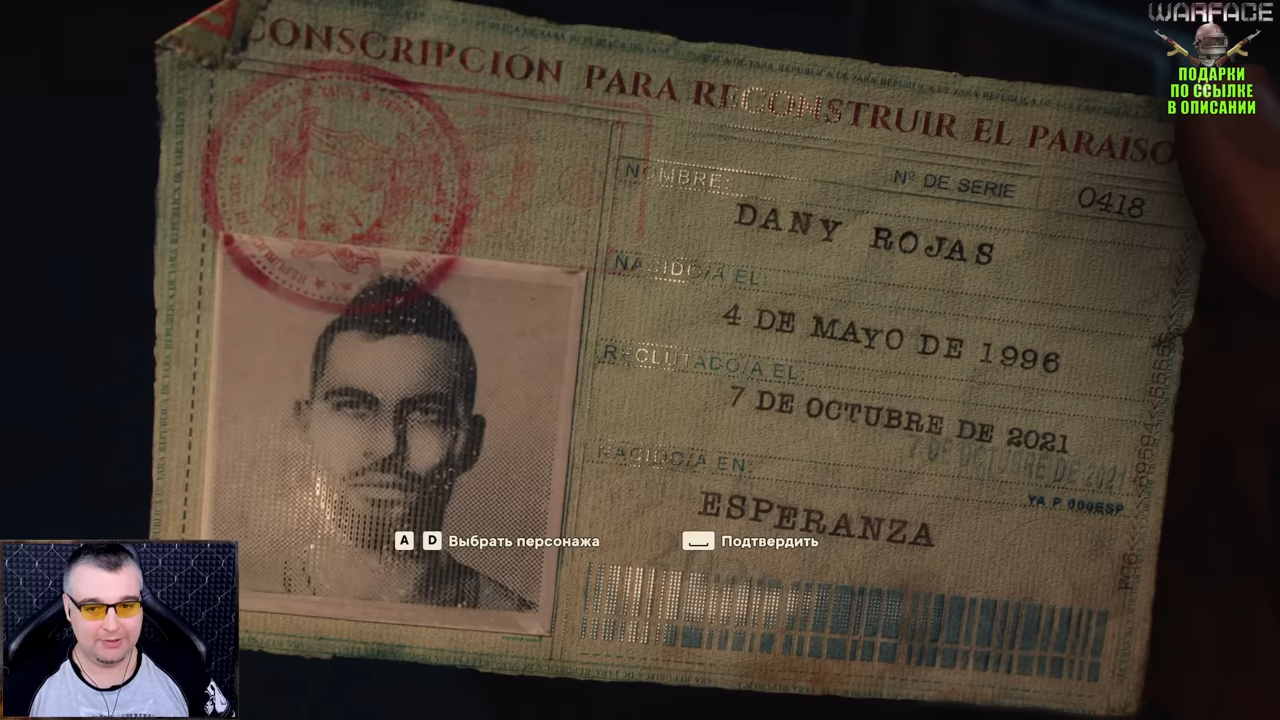 WARFACE
ПОДАРКИ
ПО ССЫЛКЕ
В ОПИСАНИИ
CONSCRIPCIÓN PARA RECONSTRUIR EL PARAISO
NOMBRE:
Nº DE SERIE
0418
DANY ROJAS
NACIDO/A EL:
4 DE MAYO DE 1996
RECLUTADO/A EL:
7 DE OCTUBRE DE 2021
7 DE OCTUBRE DE 2021
NACIDO/A EN:
YA P 000ESP
ESPERANZA
A D Выбрать персонажа
Подтвердить